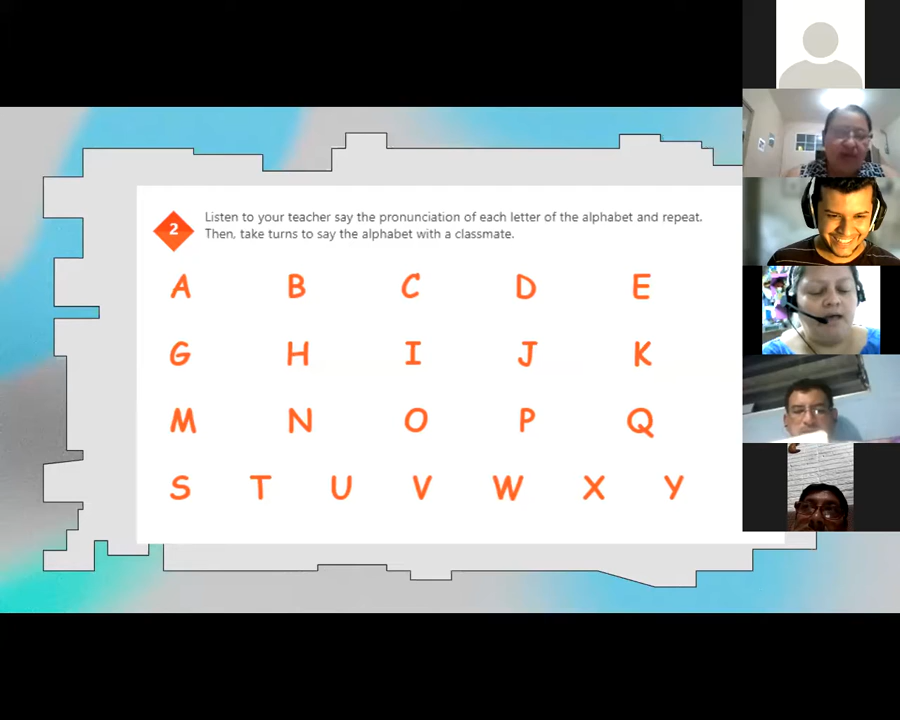 2
Listen to your teacher say the pronunciation of each letter of the alphabet and repeat.
Then, take turns to say the alphabet with a classmate.
A B C D E
G H I J K
M N O P Q
S T U V W X Y